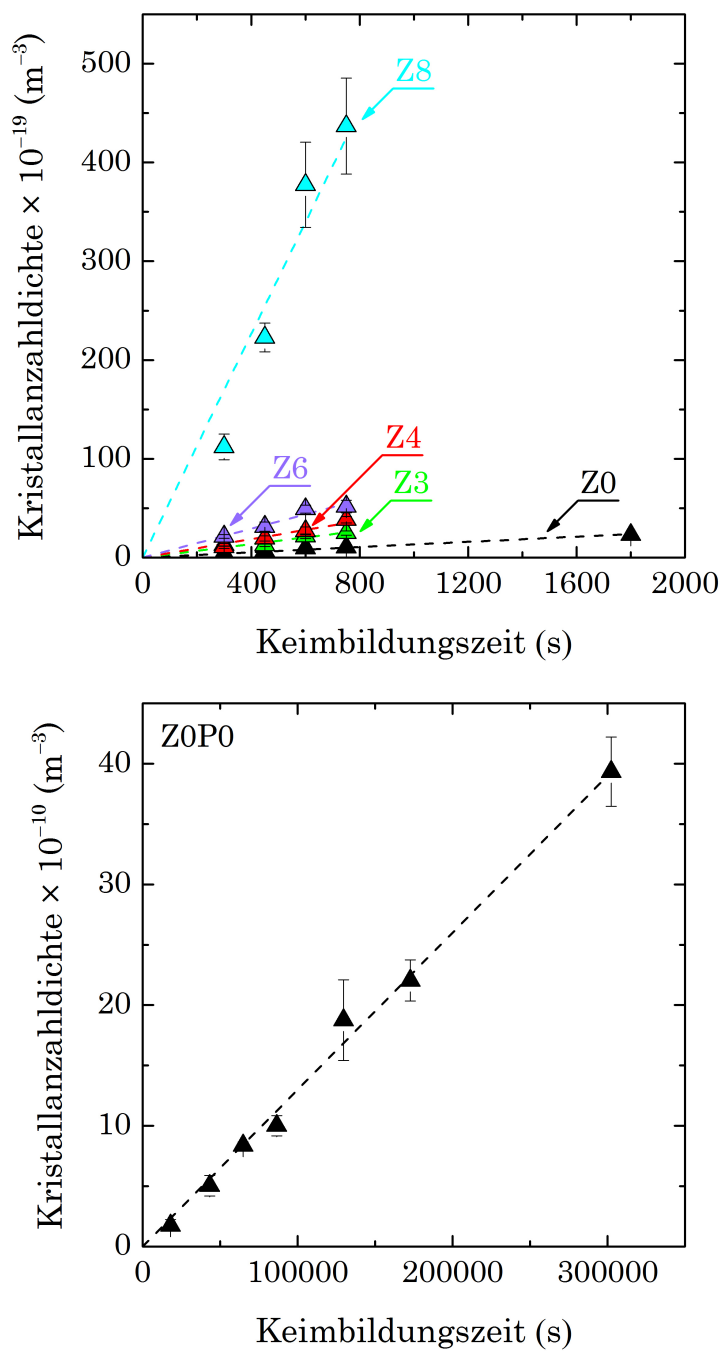 Kristallanzahldichte × 10⁻¹⁹ (m⁻³)
500
400
300
200
100
0
Z8
Z4
Z6
Z3
Z0
0 400 800 1200 1600 2000
Keimbildungszeit (s)
Z0P0
Kristallanzahldichte × 10⁻¹⁰ (m⁻³)
40
30
20
10
0
0 100000 200000 300000
Keimbildungszeit (s)